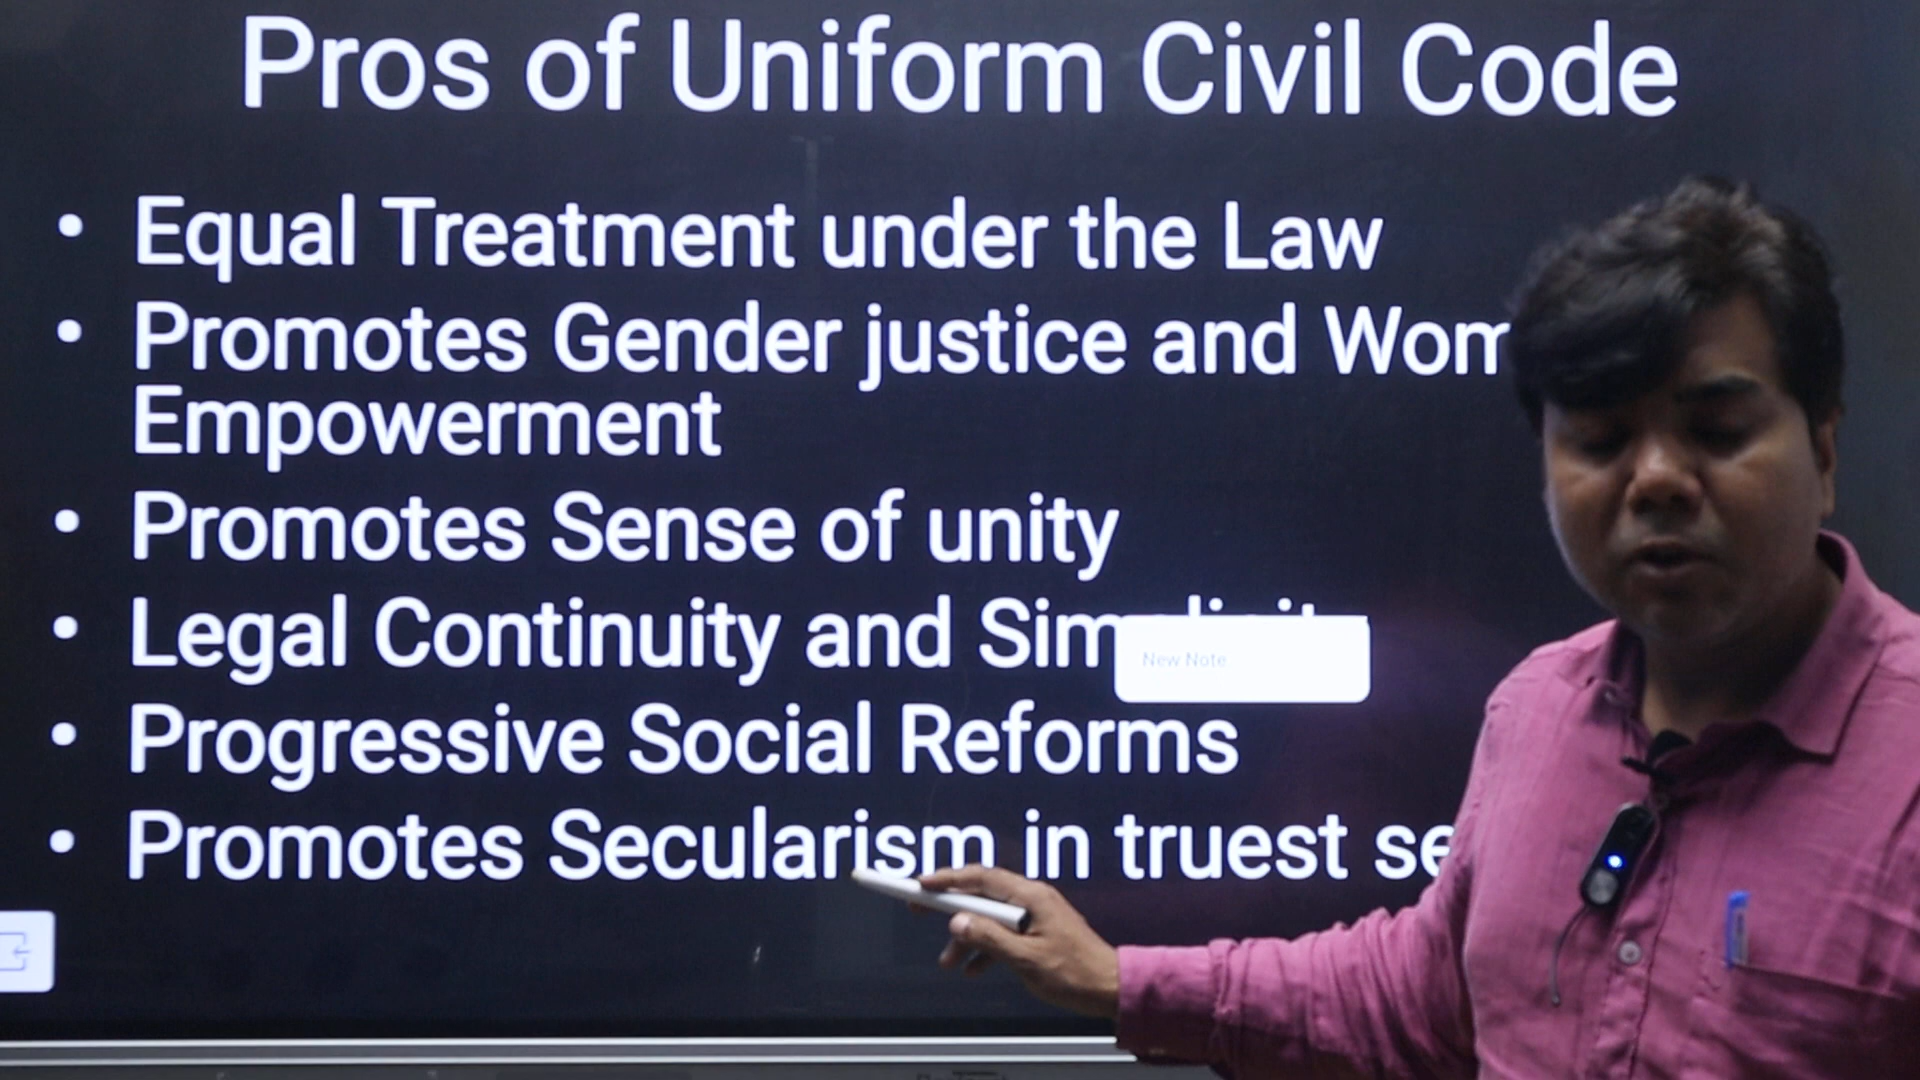 Pros of Uniform Civil Code
• Equal Treatment under the Law
• Promotes Gender justice and Wom
Empowerment
• Promotes Sense of unity
• Legal Continuity and
New Note
• Progressive Social Reforms
• Promotes Secularism in truest se